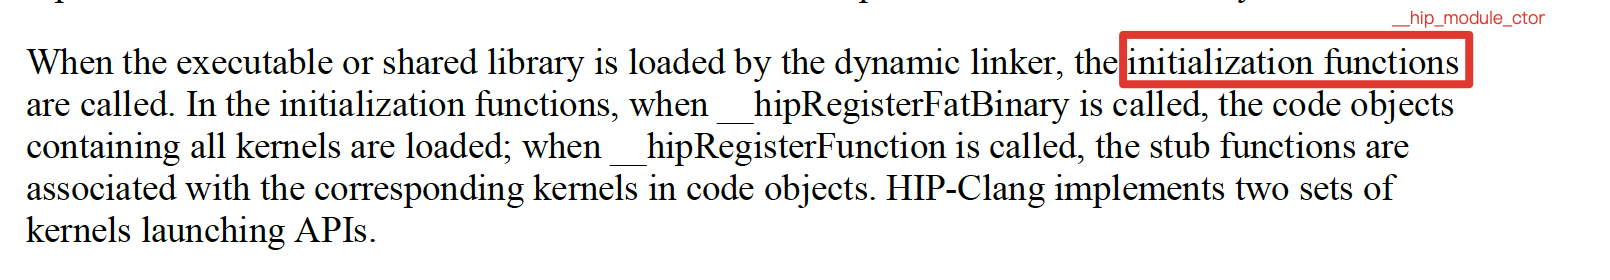 __hip_module_ctor
When the executable or shared library is loaded by the dynamic linker, the initialization functions
are called. In the initialization functions, when __hipRegisterFatBinary is called, the code objects
containing all kernels are loaded; when __hipRegisterFunction is called, the stub functions are
associated with the corresponding kernels in code objects. HIP-Clang implements two sets of
kernels launching APIs.